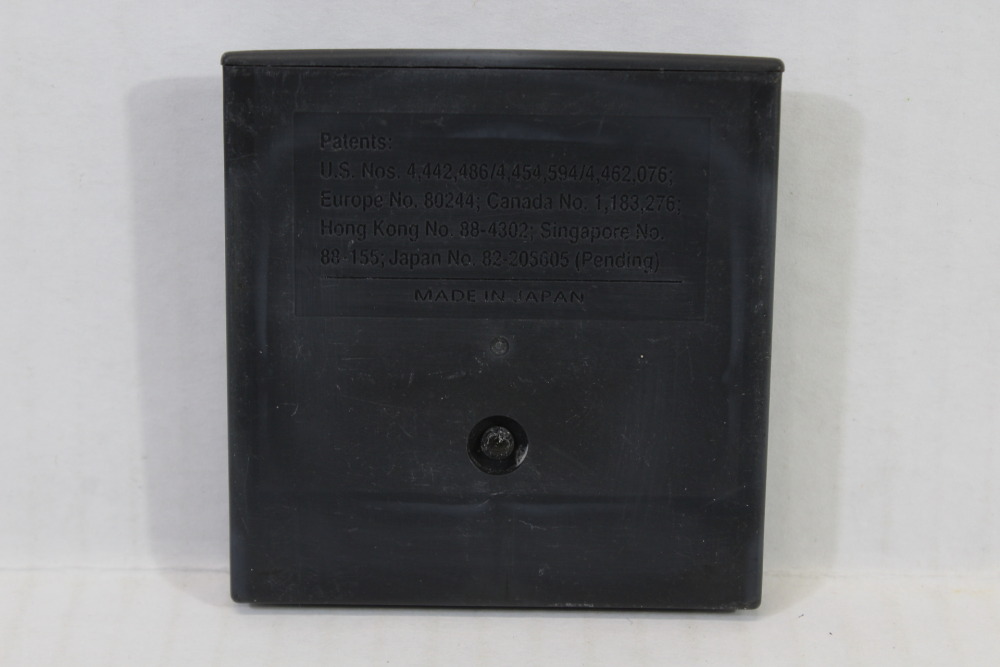 Patents:
U.S. Nos. 4,442,486/4,454,594/4,462,076;
Europe No. 80244; Canada No. 1,183,276;
Hong Kong No. 88-4302; Singapore No.
88-155; Japan No. 82-205605 (Pending)
MADE IN JAPAN